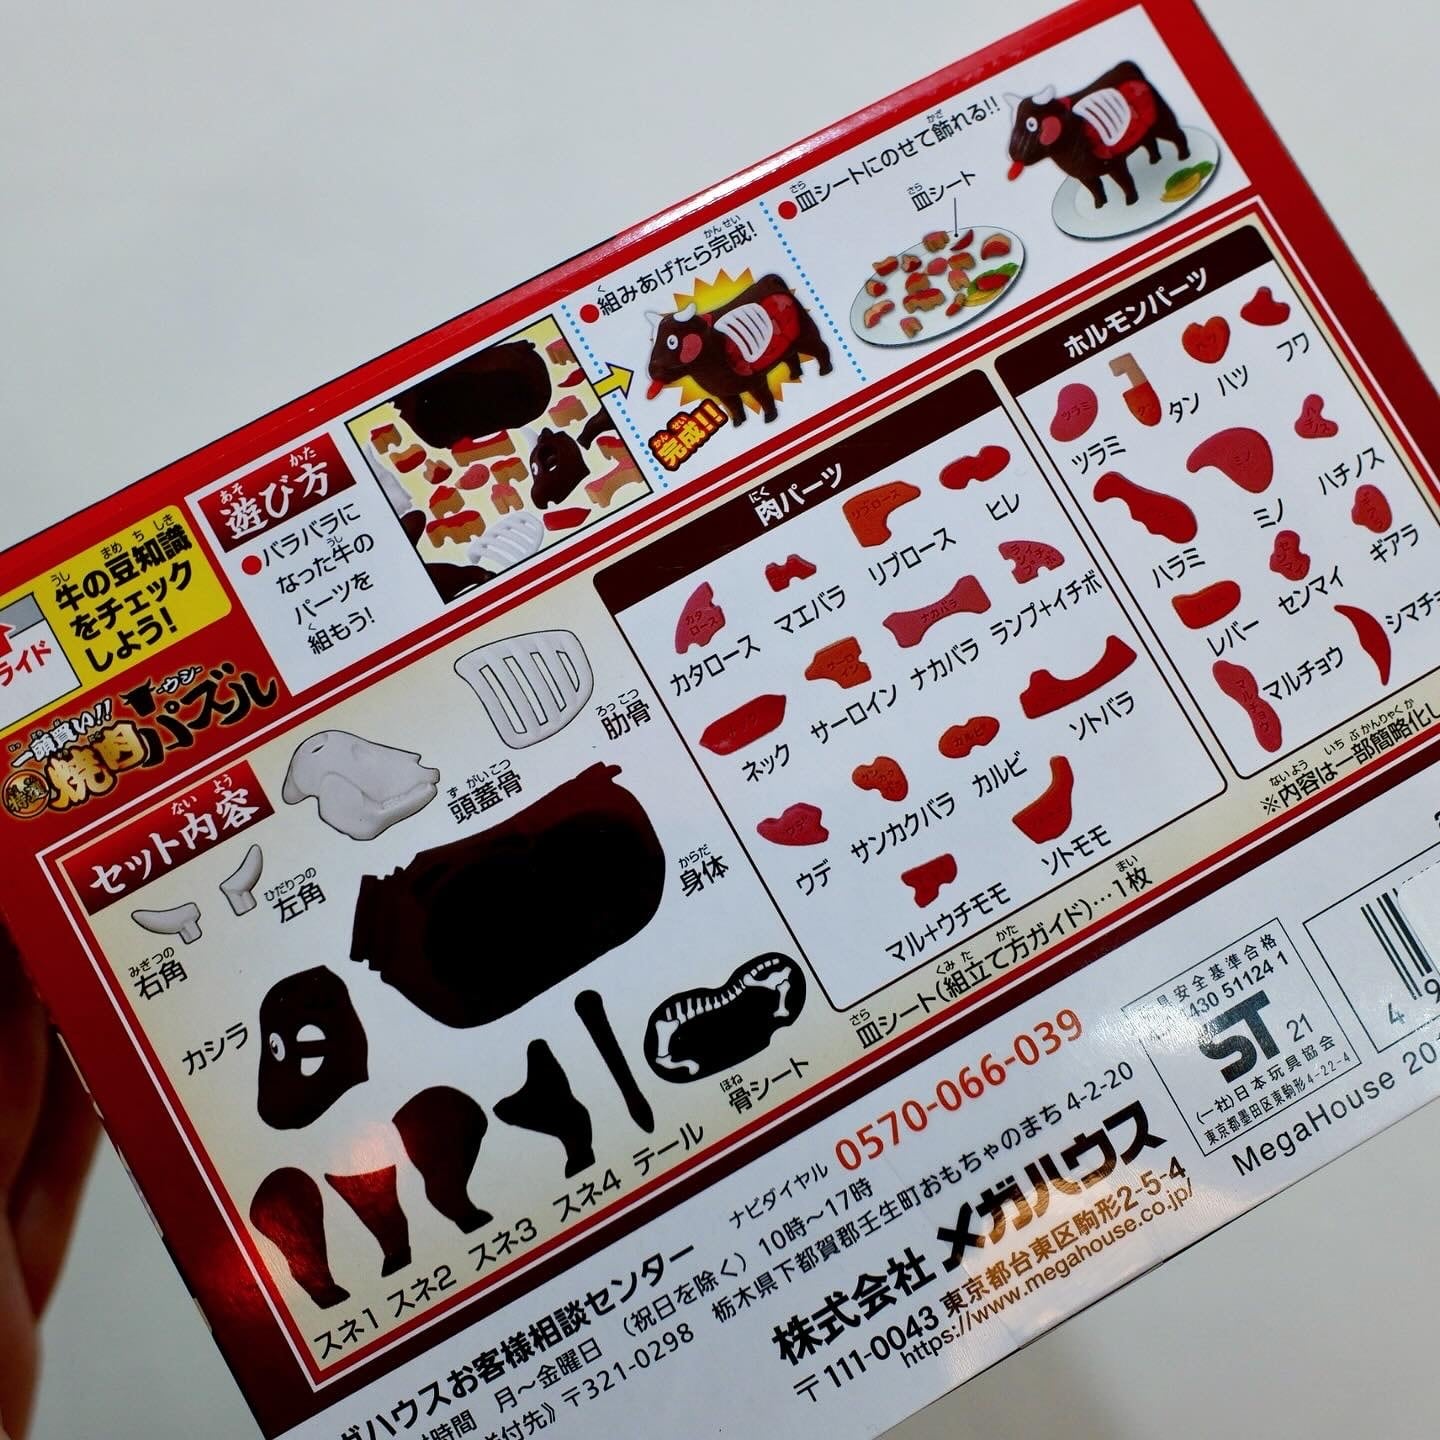 牛の豆知識
をチェック
しよう!
ライド
一頭買い!!
焼肉パズル
-ウシ-
遊び方
●バラバラに
なった牛の
パーツを
組もう!
●組みあげたら完成!
完成!!
●皿シートにのせて飾れる!!
皿シート
セット内容
右角
左角
頭蓋骨
肋骨
カシラ
身体
スネ1 スネ2 スネ3 スネ4 テール
骨シート
肉パーツ
カタロース
マエバラ
リブロース
ヒレ
ネック
サーロイン
ナカバラ
ランプ+イチボ
ウデ
サンカクバラ
カルビ
ソトバラ
マル+ウチモモ
ソトモモ
皿シート(組立て方ガイド)…1枚
ホルモンパーツ
ツラミ
タン
ハツ
フワ
ハラミ
ミノ
ハチノス
レバー
センマイ
ギアラ
マルチョウ
シマチョ
※内容は一部簡略化し
ガハウスお客様相談センター
ナビダイヤル 0570-066-039
時間 月~金曜日 (祝日を除く) 10時~17時
付先》〒321-0298 栃木県下都賀郡壬生町おもちゃのまち4-2-20
株式会社 メガハウス
〒111-0043 東京都台東区駒形2-5-4
https://www.megahouse.co.jp/
具安全基準合格
430 51124 1
ST 21
(一社)日本玩具協会
東京都墨田区東駒形4-22-4
MegaHouse 20
4 9